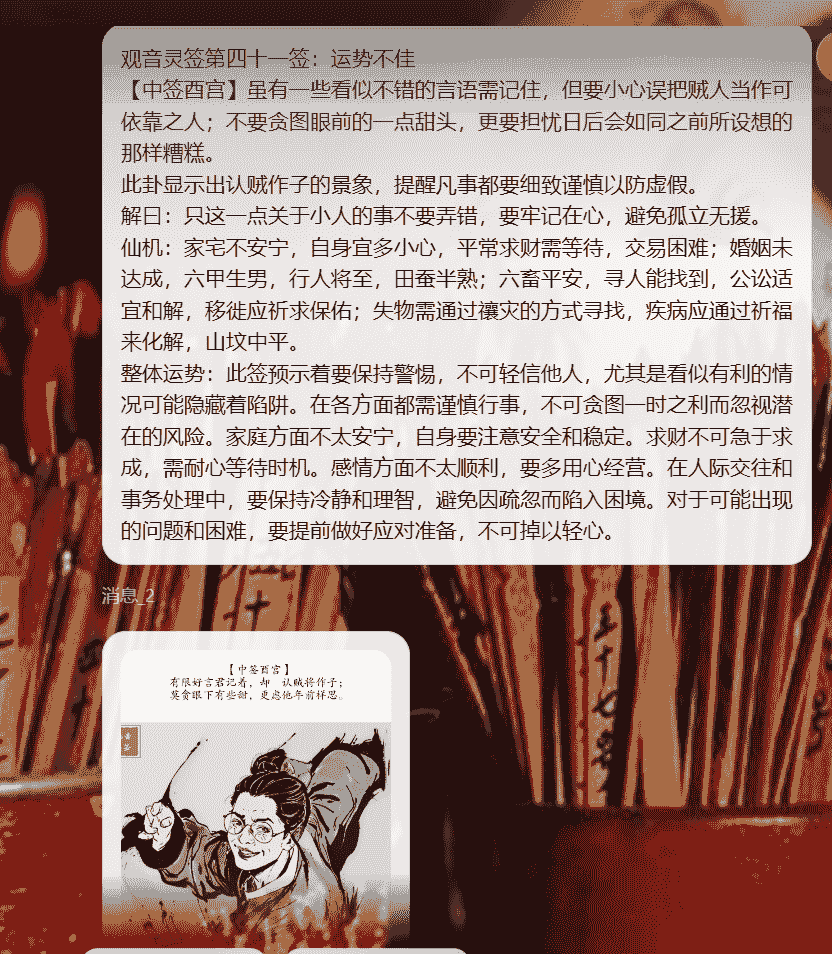 观音灵签第四十一签：运势不佳
【中签酉宫】虽有一些看似不错的言语需记住，但要小心误把贼人当作可
依靠之人；不要贪图眼前的一点甜头，更要担忧日后会如同之前所设想的
那样糟糕。
此卦显示出认贼作子的景象，提醒凡事都要细致谨慎以防虚假。
解曰：只这一点关于小人的事不要弄错，要牢记在心，避免孤立无援。
仙机：家宅不安宁，自身宜多小心，平常求财需等待，交易困难；婚姻未
达成，六甲生男，行人将至，田蚕半熟；六畜平安，寻人能找到，公讼适
宜和解，移徙应祈求保佑；失物需通过禳灾的方式寻找，疾病应通过祈福
来化解，山坟中平。
整体运势：此签预示着要保持警惕，不可轻信他人，尤其是看似有利的情
况可能隐藏着陷阱。在各方面都需谨慎行事，不可贪图一时之利而忽视潜
在的风险。家庭方面不太安宁，自身要注意安全和稳定。求财不可急于求
成，需耐心等待时机。感情方面不太顺利，要多用心经营。在人际交往和
事务处理中，要保持冷静和理智，避免因疏忽而陷入困境。对于可能出现
的问题和困难，要提前做好应对准备，不可掉以轻心。
消息_2
【中签酉宫】
有限好言君记着，却 认贼将作子；
莫贪眼下有些甜，更虑他年前样思。